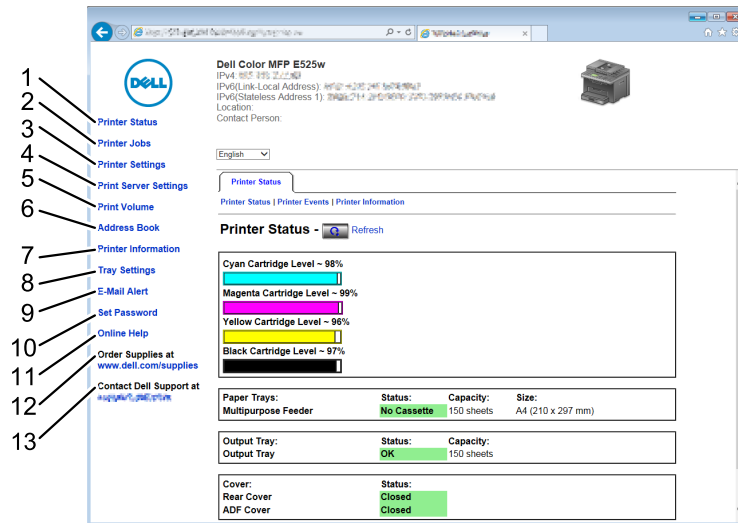 DELL
Dell Color MFP E525w
IPv4:
IPv6(Link-Local Address):
IPv6(Stateless Address 1):
Location:
Contact Person:
English
1
2
3
4
5
6
7
8
9
10
11
12
13
Printer Status
Printer Jobs
Printer Settings
Print Server Settings
Print Volume
Address Book
Printer Information
Tray Settings
E-Mail Alert
Set Password
Online Help
Order Supplies at
www.dell.com/supplies
Contact Dell Support at
Printer Status
Printer Status | Printer Events | Printer Information
Printer Status - Refresh
Cyan Cartridge Level ~ 98%
Magenta Cartridge Level ~ 99%
Yellow Cartridge Level ~ 96%
Black Cartridge Level ~ 97%
Paper Trays: Status: Capacity: Size:
Multipurpose Feeder No Cassette 150 sheets A4 (210 x 297 mm)
Output Tray: Status: Capacity:
Output Tray OK 150 sheets
Cover: Status:
Rear Cover Closed
ADF Cover Closed